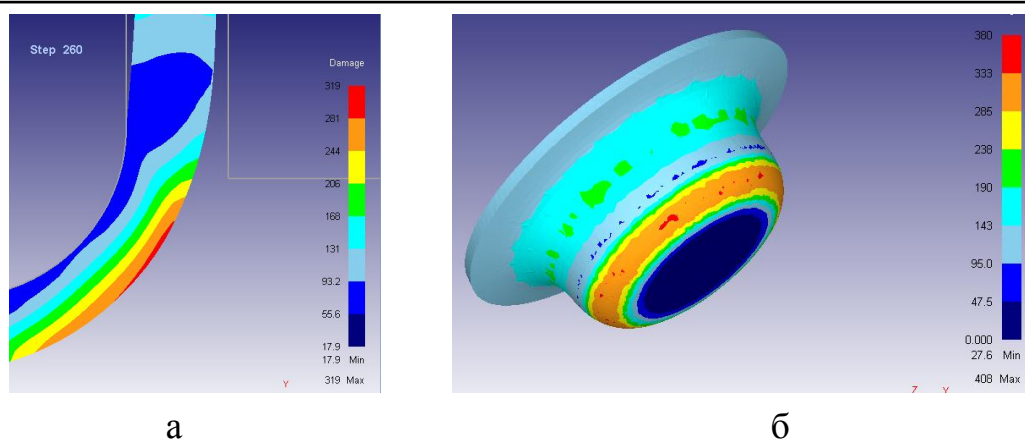 Step 260
Damage
319
281
244
206
168
131
93.2
55.6
17.9
17.9 Min
319 Max
Y
380
333
285
238
190
143
95.0
47.5
0.000
27.6 Min
408 Max
Z Y
а
б